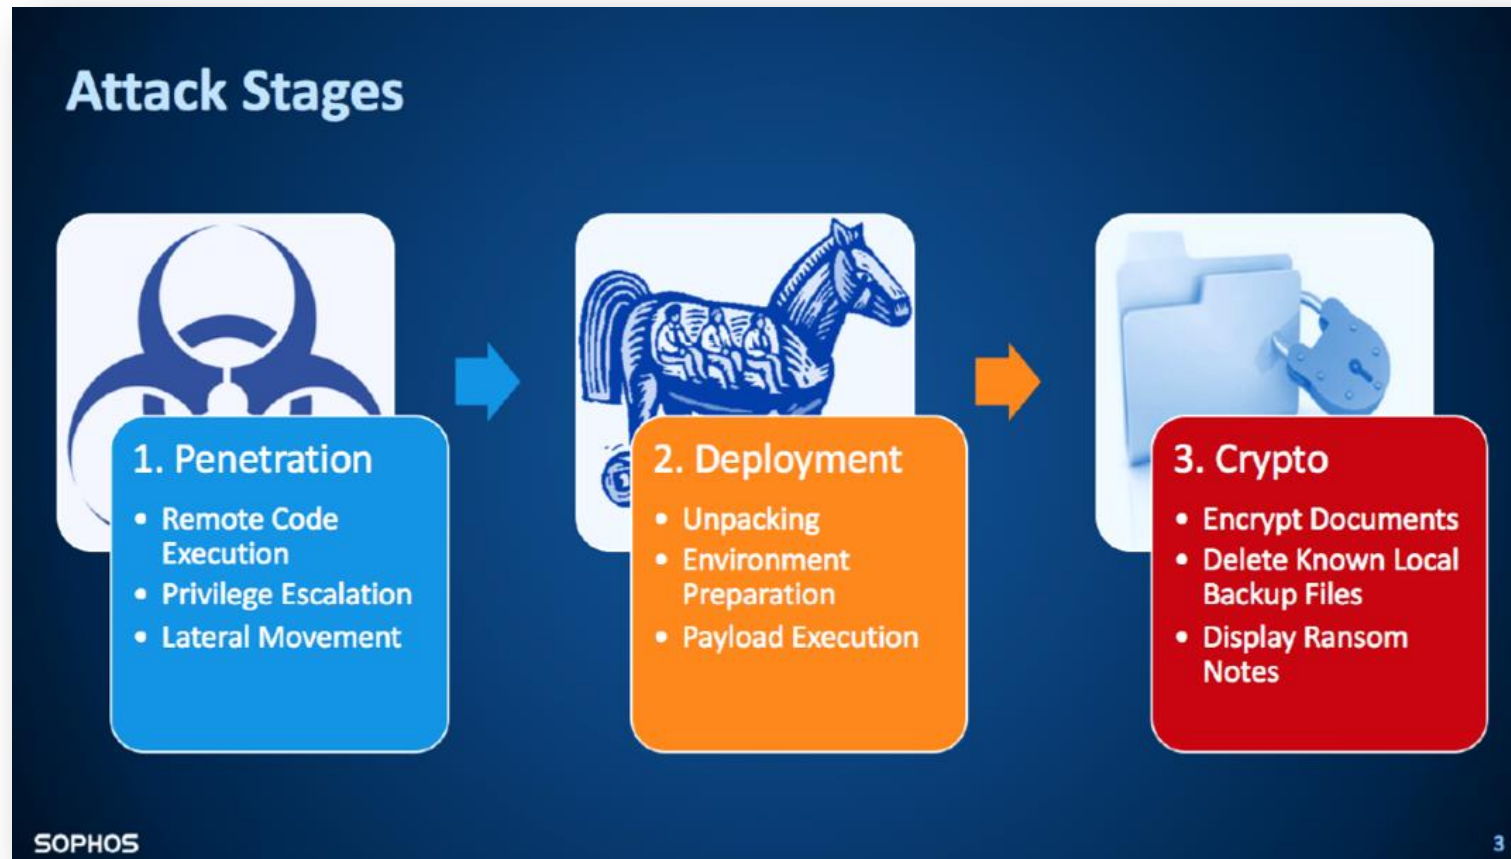 Attack Stages
1. Penetration
• Remote Code
Execution
• Privilege Escalation
• Lateral Movement
2. Deployment
• Unpacking
• Environment
Preparation
• Payload Execution
3. Crypto
• Encrypt Documents
• Delete Known Local
Backup Files
• Display Ransom
Notes
SOPHOS
3